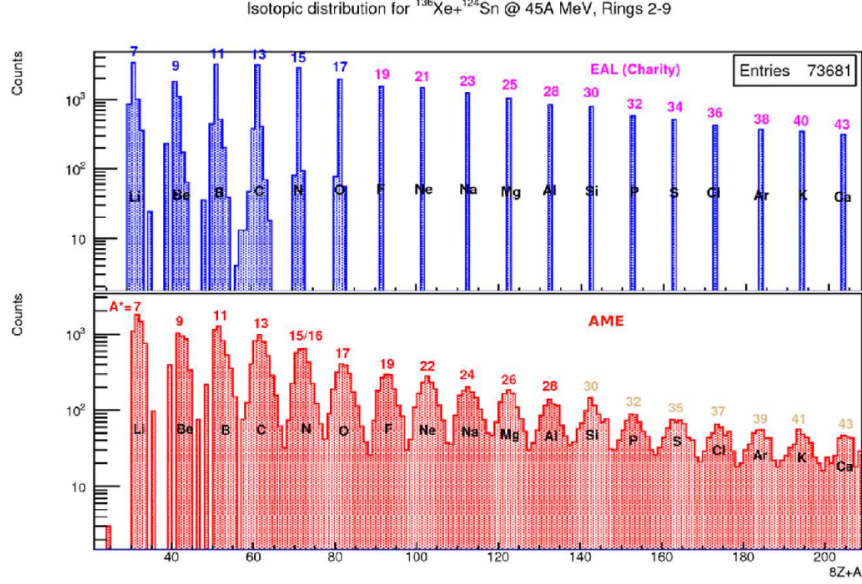 Isotopic distribution for ¹³⁶Xe+¹²⁴Sn @ 45A MeV, Rings 2-9
Counts
7 9 11 13 15 17 19 21 23 25 28 30 32 34 36 38 40 43
EAL (Charity)
Entries 73681
10³
10²
10
Li Be B C N O F Ne Na Mg Al Si P S Cl Ar K Ca
Counts
A*= 7 9 11 13 15/16 17 19 22 24 26 28 30 32 35 37 39 41 43
AME
10³
10²
10
Li Be B C N O F Ne Na Mg Al Si P S Cl Ar K Ca
40 60 80 100 120 140 160 180 200
8Z+A